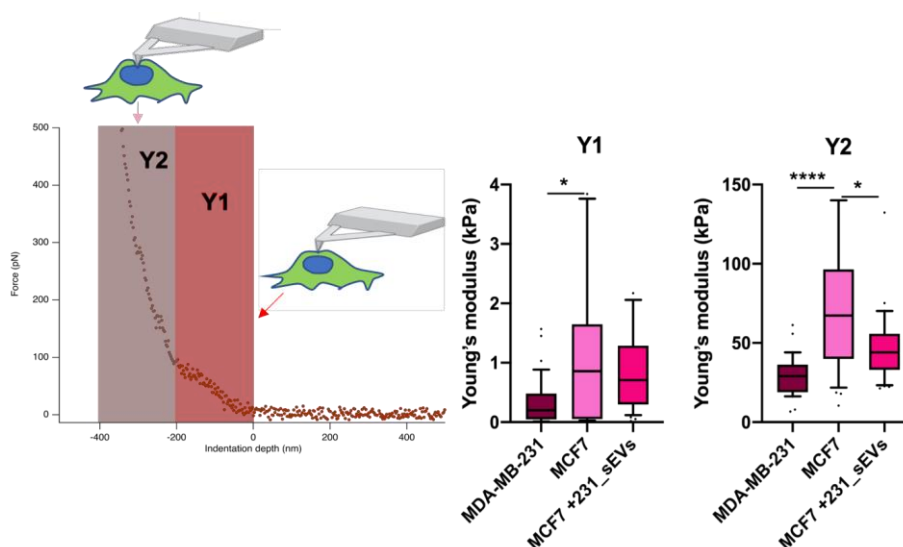 500
400
300
200
100
0
Force (pN)
-400
-200
0
200
400
Indentation depth (nm)
Y2
Y1
Y1
Young's modulus (kPa)
4
3
2
1
0
*
MDA-MB-231
MCF7
MCF7 +231_sEVs
Y2
Young's modulus (kPa)
150
100
50
0
****
*
MDA-MB-231
MCF7
MCF7 +231_sEVs